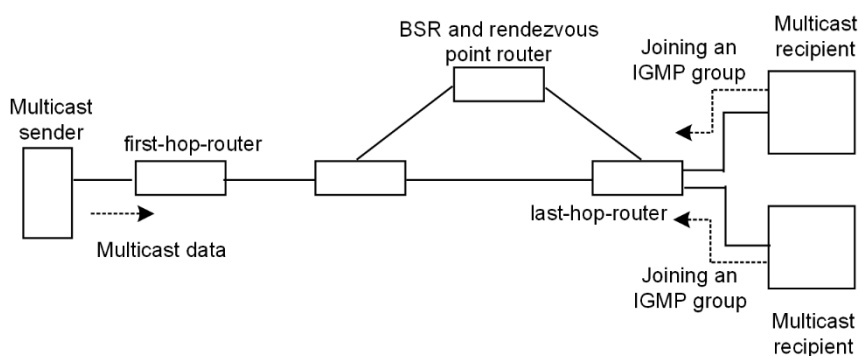 BSR and rendezvous
point router
Multicast
recipient
Joining an
IGMP group
Multicast
sender
first-hop-router
last-hop-router
Multicast data
Joining an
IGMP group
Multicast
recipient